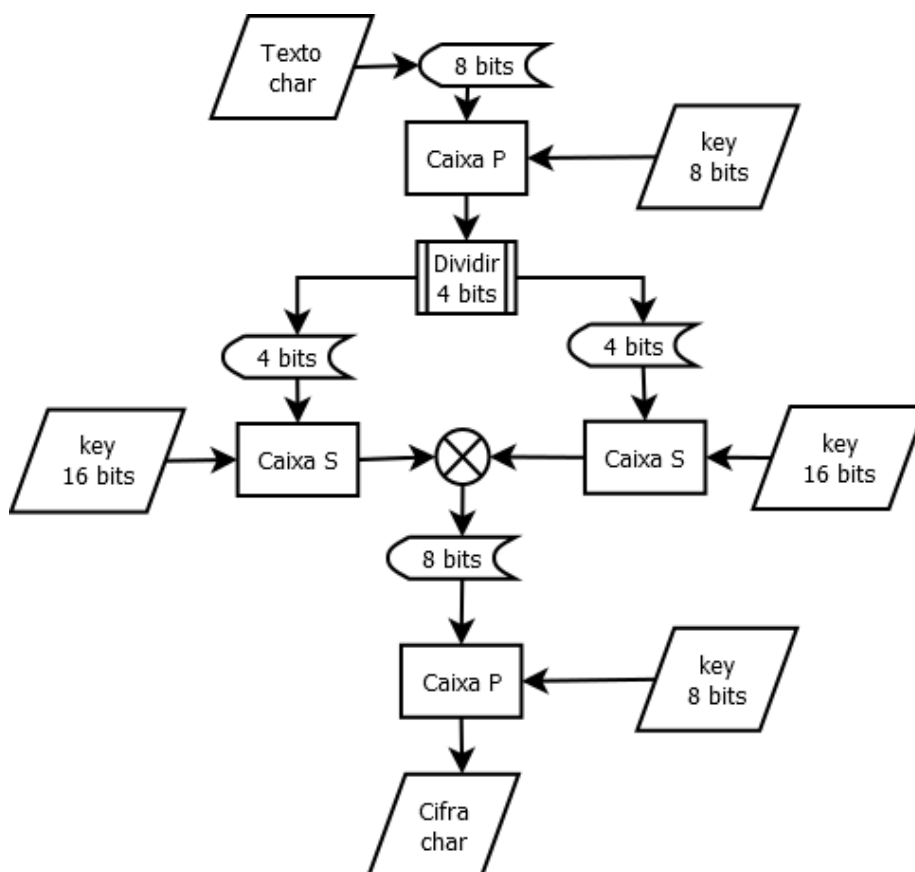 Texto
char
8 bits
Caixa P
key
8 bits
Dividir
4 bits
4 bits
4 bits
key
16 bits
Caixa S
Caixa S
key
16 bits
8 bits
Caixa P
key
8 bits
Cifra
char